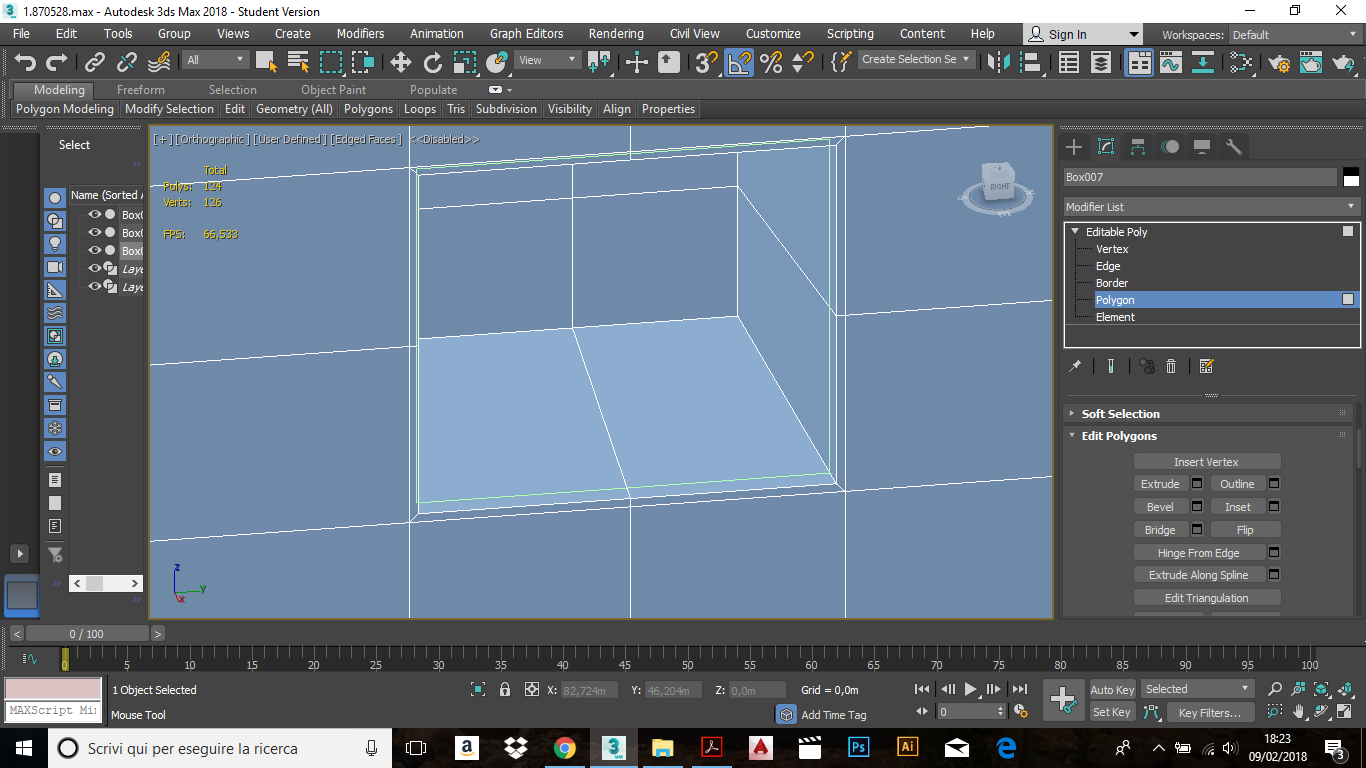 1.870528.max - Autodesk 3ds Max 2018 - Student Version
File Edit Tools Group Views Create Modifiers Animation Graph Editors Rendering Civil View Customize Scripting Content Help Sign In Workspaces: Default
All View 3 Create Selection Se
Modeling Freeform Selection Object Paint Populate
Polygon Modeling Modify Selection Edit Geometry (All) Polygons Loops Tris Subdivision Visibility Align Properties
Select
[+] [Orthographic] [User Defined] [Edged Faces] <<Disabled>>
Total
Polys: 124
Verts: 126
FPS: 66,533
RIGHT
z
y
x
Name (Sorted A
Box0
Box0
Box0
Laye
Laye
Box007
Modifier List
Editable Poly
Vertex
Edge
Border
Polygon
Element
Soft Selection
Edit Polygons
Insert Vertex
Extrude Outline
Bevel Inset
Bridge Flip
Hinge From Edge
Extrude Along Spline
Edit Triangulation
< 0 / 100 >
0 5 10 15 20 25 30 35 40 45 50 55 60 65 70 75 80 85 90 95 100
1 Object Selected X: 82,724m Y: 46,204m Z: 0,0m Grid = 0,0m Auto Key Selected
MAXScript Min Mouse Tool Add Time Tag 0 Set Key Key Filters...
Scrivi qui per eseguire la ricerca
18:23
09/02/2018
3